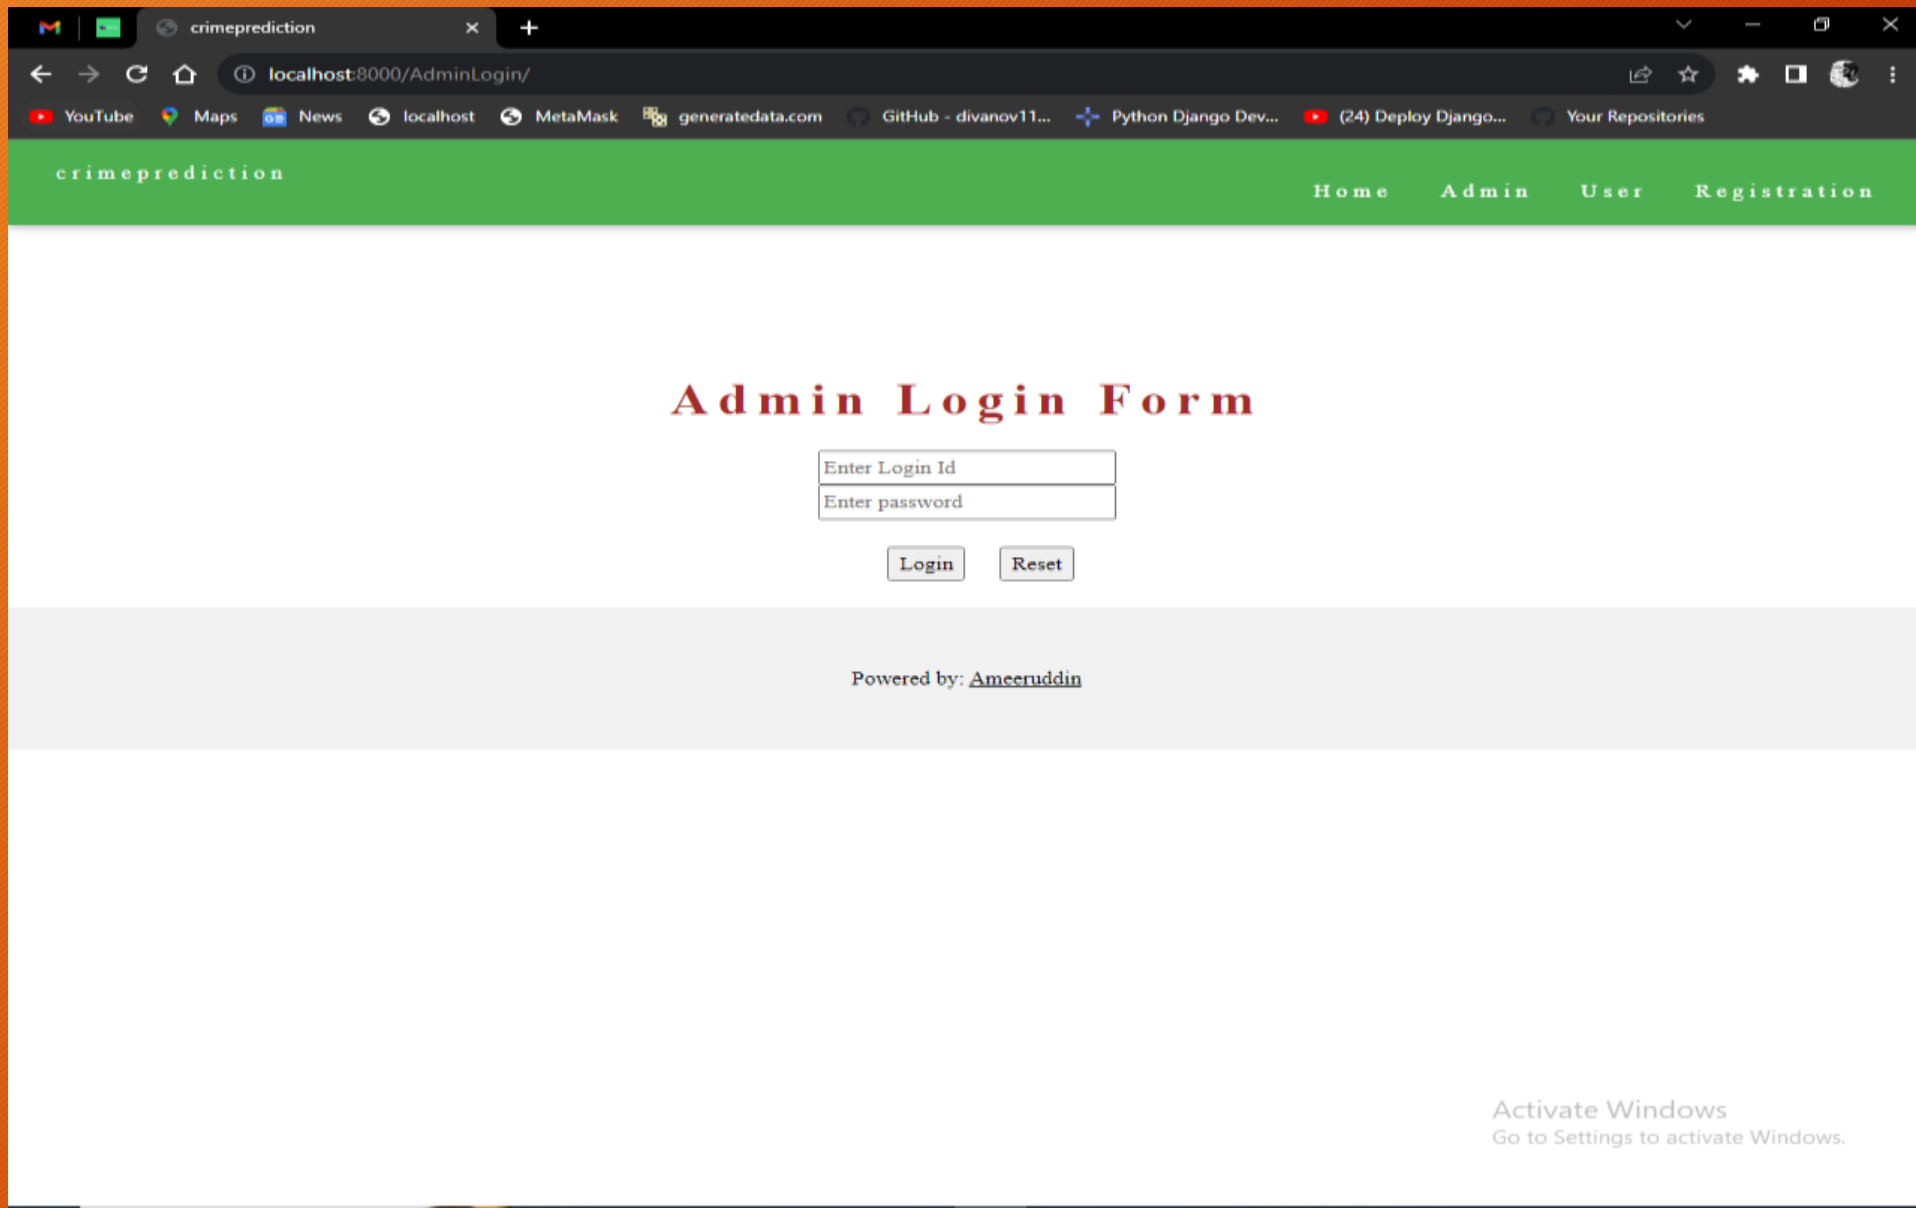 crimeprediction
localhost:8000/AdminLogin/
YouTube Maps News localhost MetaMask generatedata.com GitHub - divanov11... Python Django Dev... (24) Deploy Django... Your Repositories
crimeprediction
Home Admin User Registration
Admin Login Form
Enter Login Id
Enter password
Login Reset
Powered by: Ameeruddin
Activate Windows
Go to Settings to activate Windows.